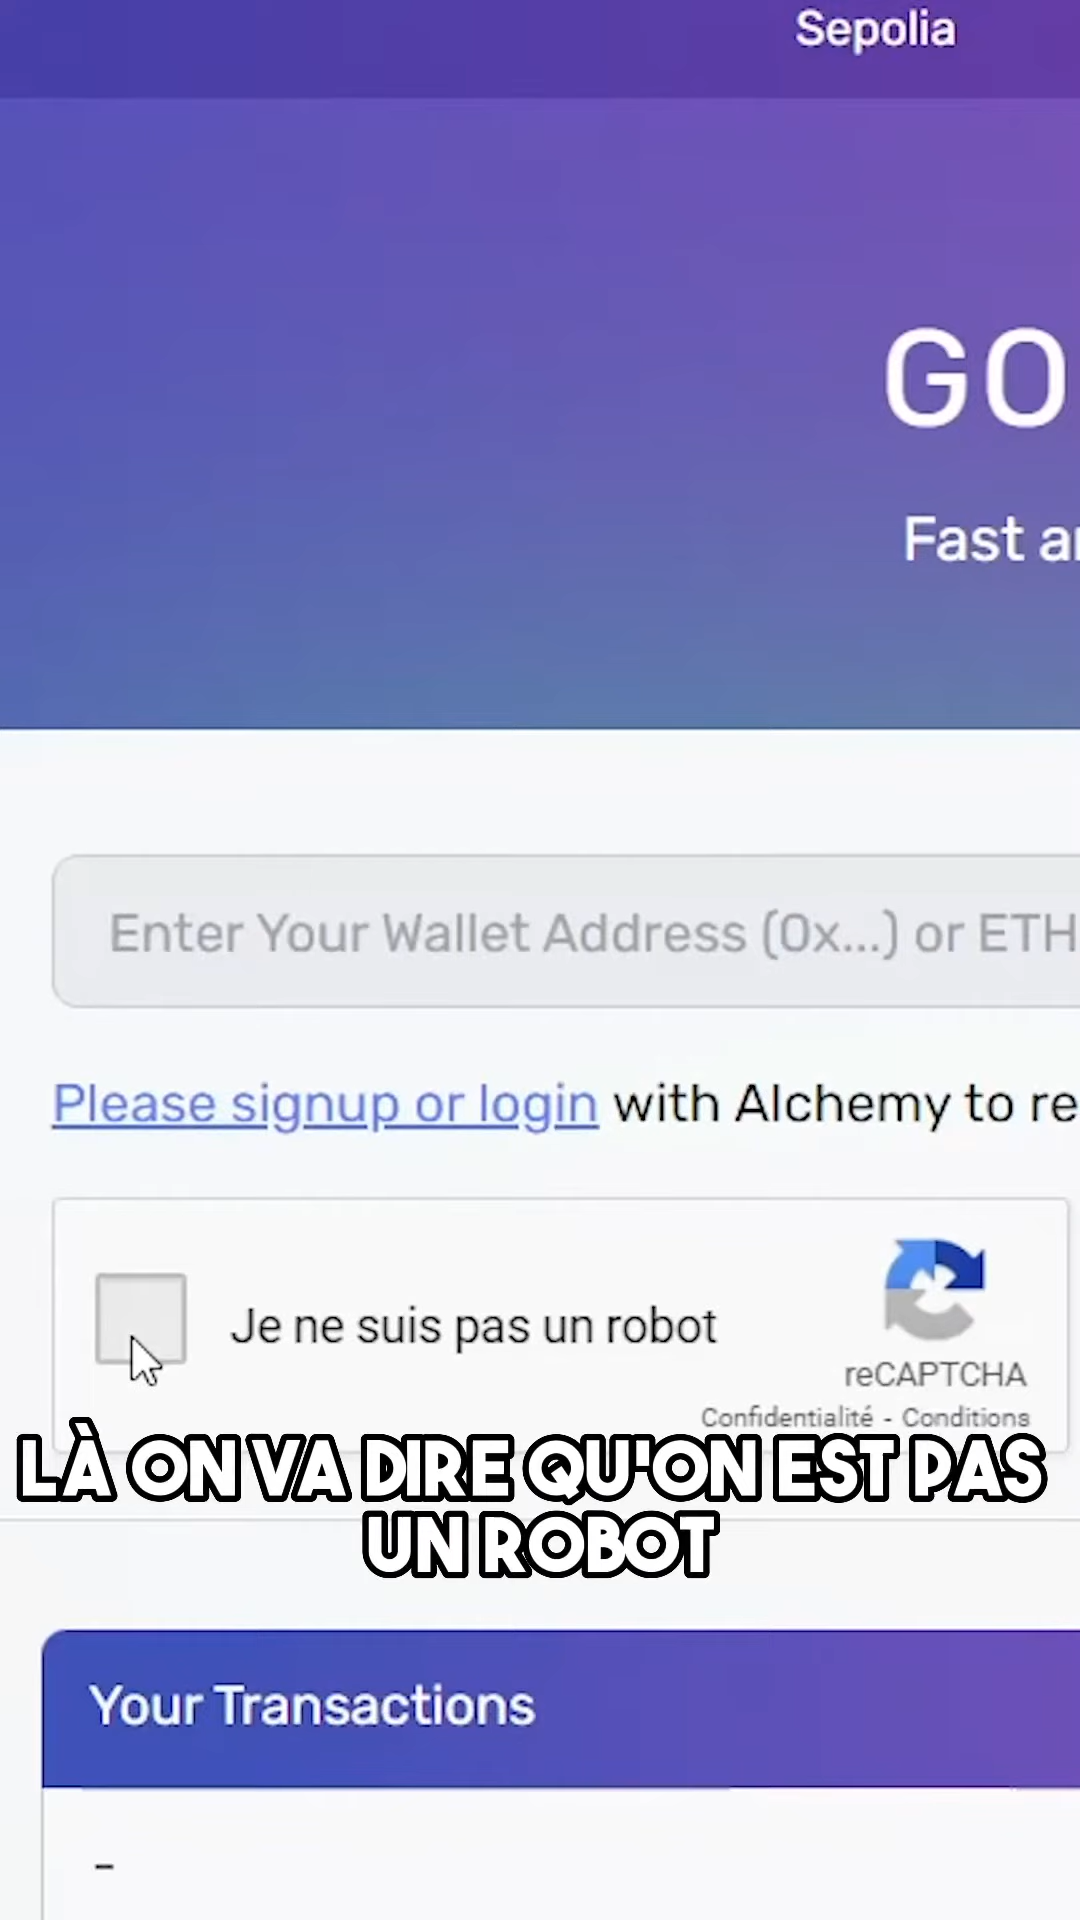 Sepolia
GO
Fast
Enter Your Wallet Address (0x...) or ETH
Please signup or login with Alchemy to
Je ne suis pas un robot
reCAPTCHA
Confidentialité - Conditions
LÀ ON VA DIRE QU'ON EST PAS
UN ROBOT
Your Transactions
-